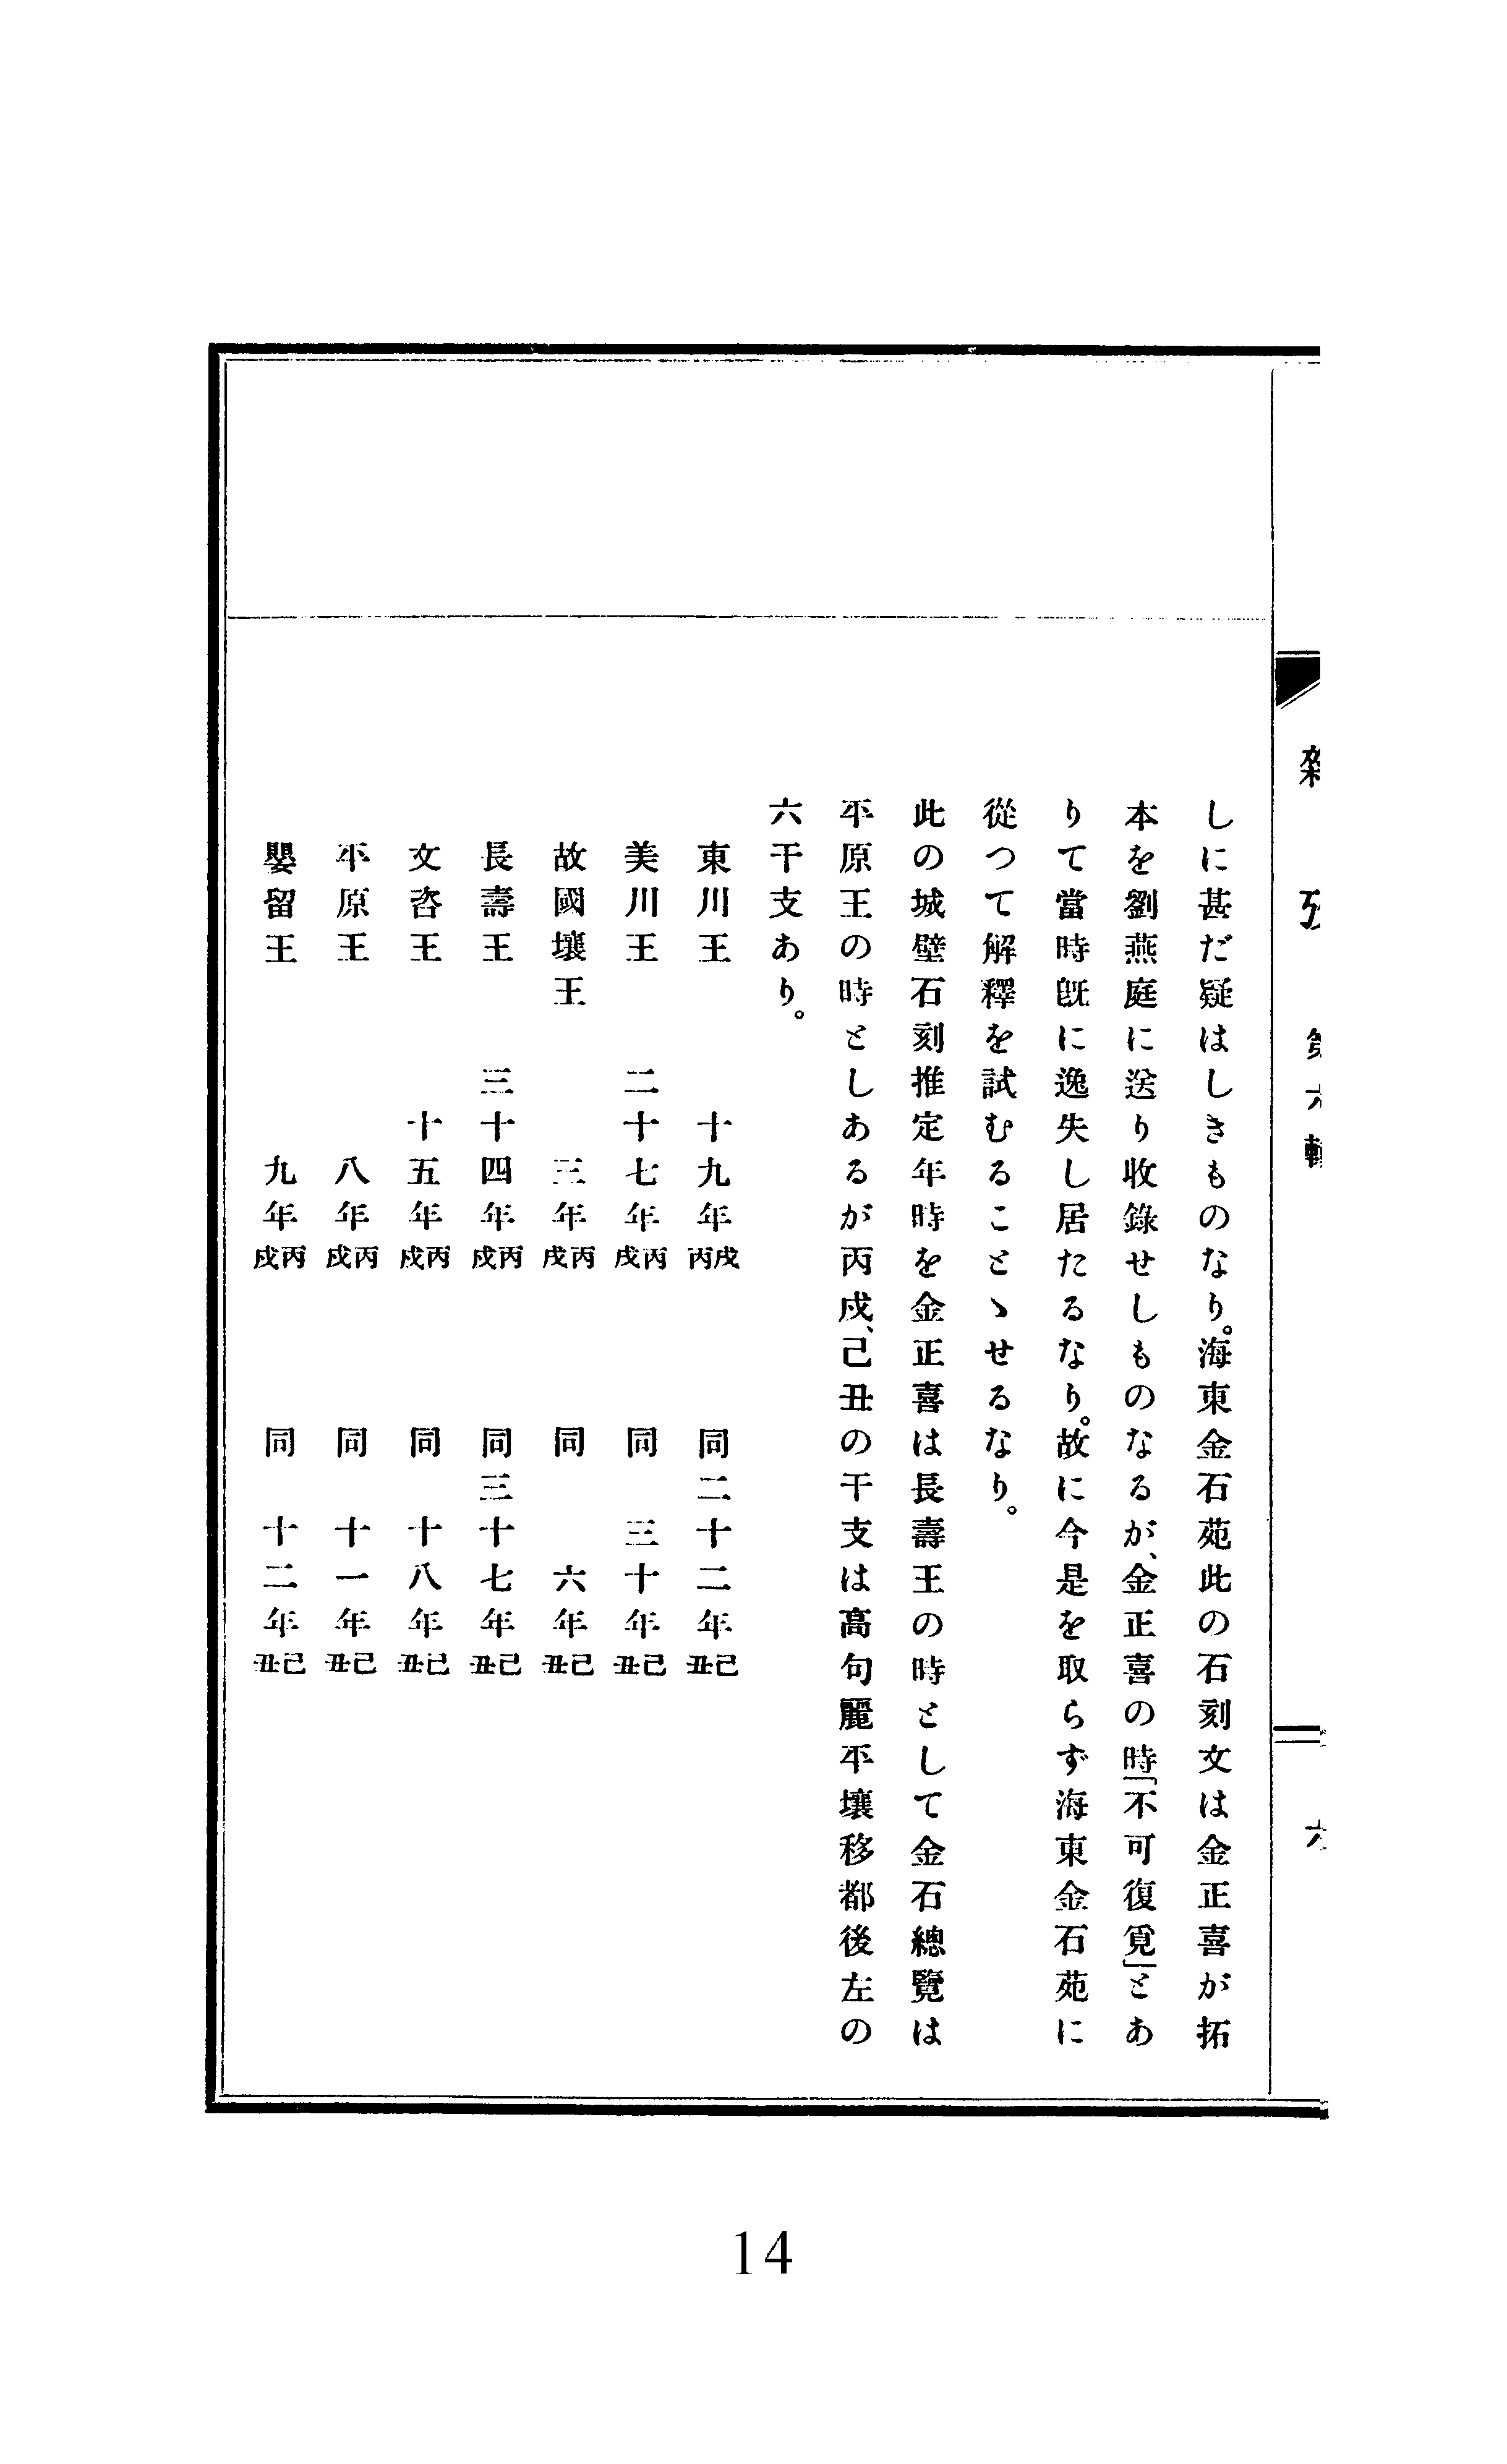 雜攷 第六輯 六
しに甚だ疑はしきものなり。海東金石苑此の石刻文は金正喜が拓
本を劉燕庭に送り收錄せしものなるが、金正喜の時「不可復覓」とあ
りて當時旣に逸失し居たるなり。故に今是を取らず海東金石苑に
從つて解釋を試むることゝせるなり。
此の城壁石刻推定年時を金正喜は長壽王の時として金石總覽は
平原王の時としあるが丙戌、己丑の干支は高句麗平壤移都後左の
六干支あり。
東川王 十九年丙戌 同二十二年己丑
美川王 二十七年丙戌 同 三十年己丑
故國壤王 三年丙戌 同 六年己丑
長壽王 三十四年丙戌 同三十七年己丑
文咨王 十五年丙戌 同 十八年己丑
平原王 八年丙戌 同 十一年己丑
嬰留王 九年丙戌 同 十二年己丑
14